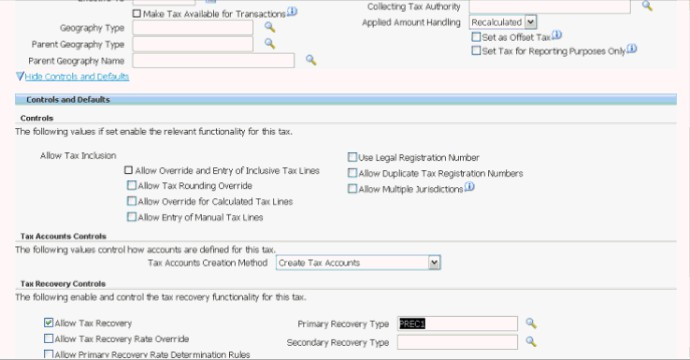 Collecting Tax Authority
Make Tax Available for Transactions
Applied Amount Handling Recalculated
Geography Type
Set as Offset Tax
Parent Geography Type
Set Tax for Reporting Purposes Only
Parent Geography Name
Hide Controls and Defaults
Controls and Defaults
Controls
The following values if set enable the relevant functionality for this tax.
Allow Tax Inclusion
Use Legal Registration Number
Allow Override and Entry of Inclusive Tax Lines
Allow Duplicate Tax Registration Numbers
Allow Tax Rounding Override
Allow Multiple Jurisdictions
Allow Override for Calculated Tax Lines
Allow Entry of Manual Tax Lines
Tax Accounts Controls
The following values control how accounts are defined for this tax.
Tax Accounts Creation Method Create Tax Accounts
Tax Recovery Controls
The following enable and control the tax recovery functionality for this tax.
Allow Tax Recovery
Primary Recovery Type PREC1
Allow Tax Recovery Rate Override
Secondary Recovery Type
Allow Primary Recovery Rate Determination Rules